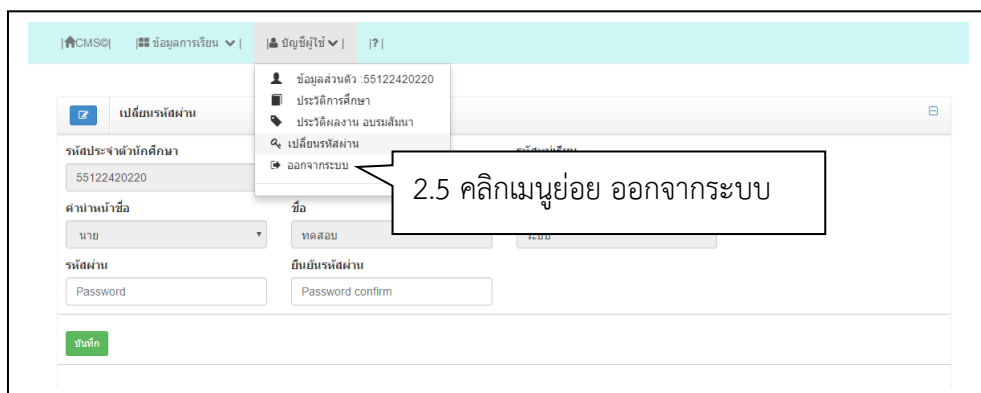 |CMS©| | ข้อมูลการเรียน | | บัญชีผู้ใช้ | |?|
ข้อมูลส่วนตัว :55122420220
ประวัติการศึกษา
ประวัติผลงาน อบรมสัมนา
เปลี่ยนรหัสผ่าน
ออกจากระบบ
เปลี่ยนรหัสผ่าน
2.5 คลิกเมนูย่อย ออกจากระบบ
รหัสประจำตัวนักศึกษา
55122420220
คำนำหน้าชื่อ ชื่อ
นาย ทดสอบ ระบบ
รหัสผ่าน ยืนยันรหัสผ่าน
Password Password confirm
บันทึก